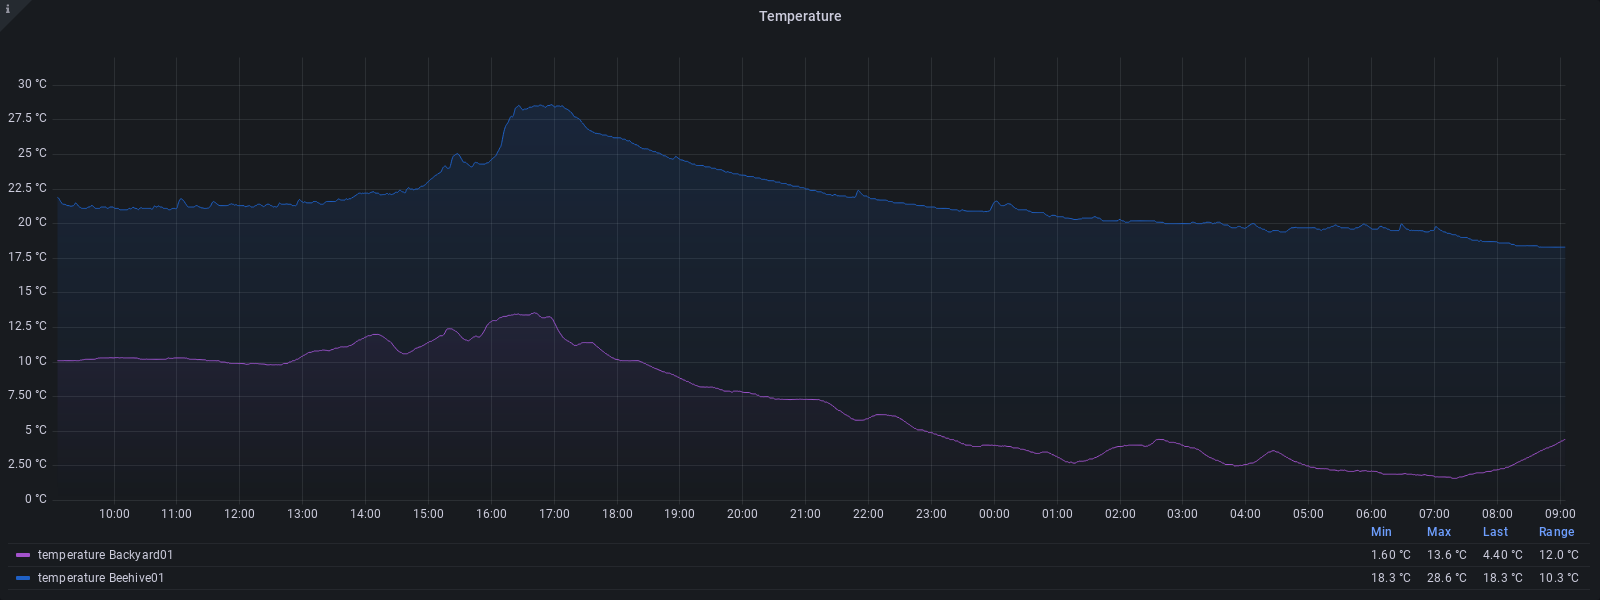 i
Temperature
30 °C
27.5 °C
25 °C
22.5 °C
20 °C
17.5 °C
15 °C
12.5 °C
10 °C
7.50 °C
5 °C
2.50 °C
0 °C
10:00 11:00 12:00 13:00 14:00 15:00 16:00 17:00 18:00 19:00 20:00 21:00 22:00 23:00 00:00 01:00 02:00 03:00 04:00 05:00 06:00 07:00 08:00 09:00
Min Max Last Range
temperature Backyard01 1.60 °C 13.6 °C 4.40 °C 12.0 °C
temperature Beehive01 18.3 °C 28.6 °C 18.3 °C 10.3 °C